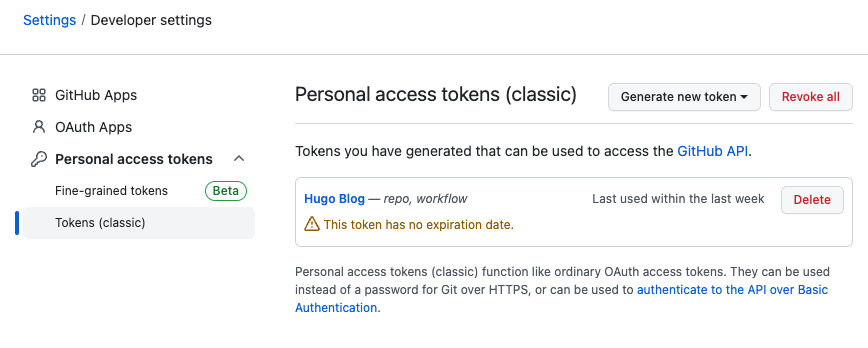 Settings / Developer settings
GitHub Apps
OAuth Apps
Personal access tokens
Fine-grained tokens Beta
Tokens (classic)
Personal access tokens (classic) Generate new token Revoke all
Tokens you have generated that can be used to access the GitHub API.
Hugo Blog — repo, workflow Last used within the last week Delete
This token has no expiration date.
Personal access tokens (classic) function like ordinary OAuth access tokens. They can be used
instead of a password for Git over HTTPS, or can be used to authenticate to the API over Basic
Authentication.